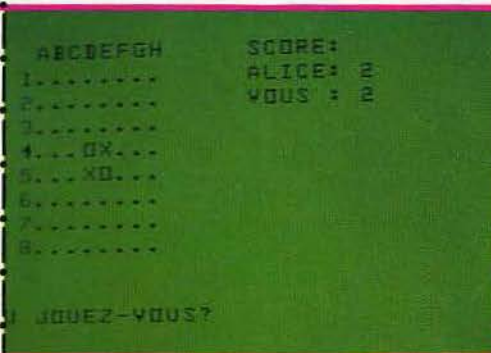 ABCDEFGH
1........
2........
3........
4...OX...
5...XO...
6........
7........
8........
SCORE:
ALICE: 2
VOUS : 2
JOUEZ-VOUS?